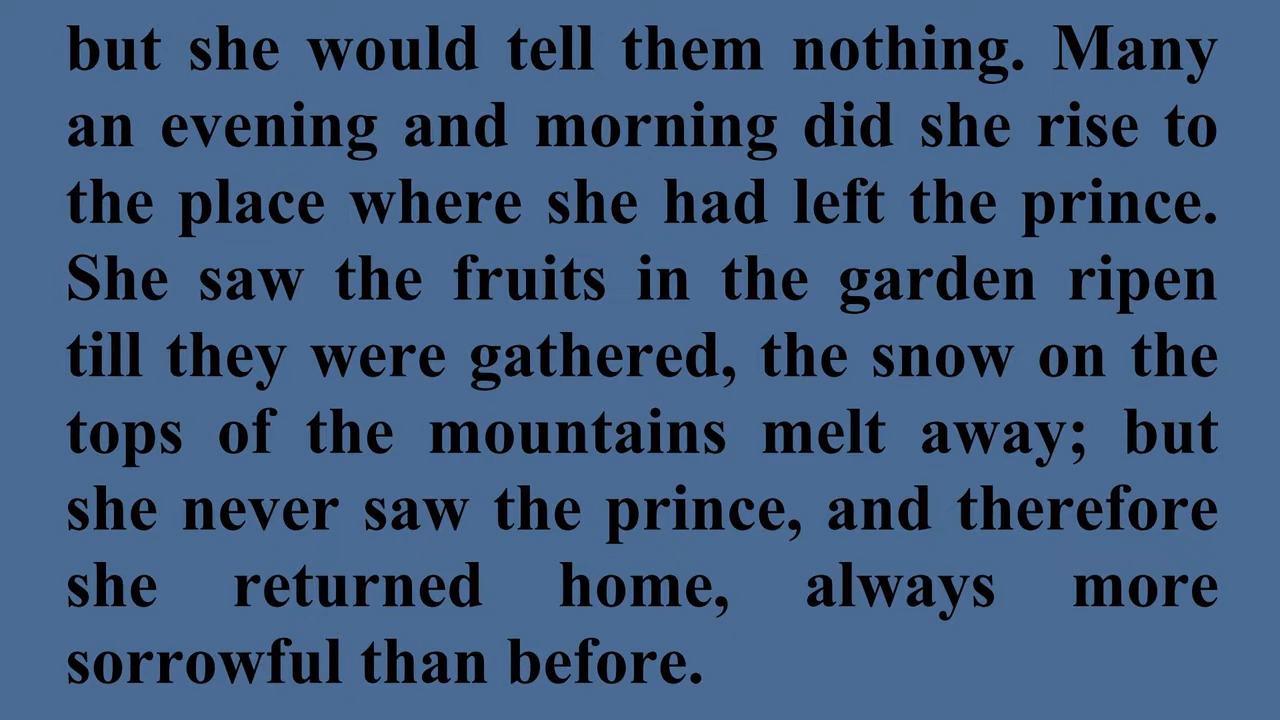 but she would tell them nothing. Many
an evening and morning did she rise to
the place where she had left the prince.
She saw the fruits in the garden ripen
till they were gathered, the snow on the
tops of the mountains melt away; but
she never saw the prince, and therefore
she returned home, always more
sorrowful than before.